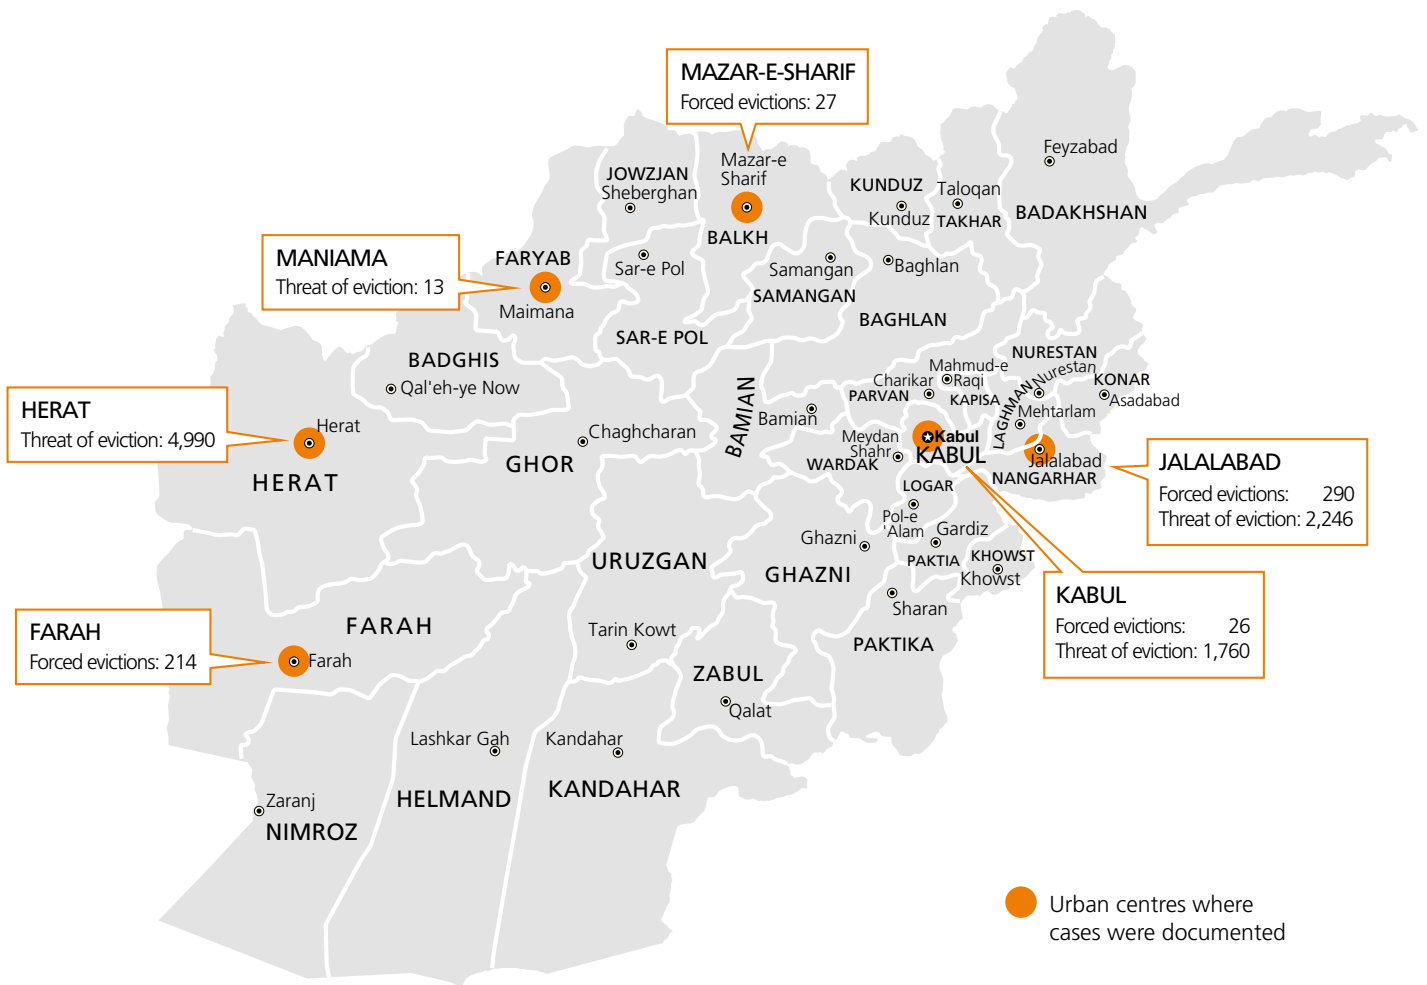 MAZAR-E-SHARIF
Forced evictions: 27
MANIAMA
Threat of eviction: 13
HERAT
Threat of eviction: 4,990
FARAH
Forced evictions: 214
JALALABAD
Forced evictions: 290
Threat of eviction: 2,246
KABUL
Forced evictions: 26
Threat of eviction: 1,760
Feyzabad
BADAKHSHAN
Mazar-e
Sharif
BALKH
JOWZJAN
Sheberghan
KUNDUZ
Kunduz
Taloqan
TAKHAR
FARYAB
Maimana
Sar-e Pol
SAR-E POL
Samangan
SAMANGAN
Baghlan
BAGHLAN
BADGHIS
Qal'eh-ye Now
Herat
HERAT
Chaghcharan
GHOR
BAMIAN
Bamian
Charikar
PARVAN
Mahmud-e
Raqi
KAPISA
NURESTAN
Nurestan
KONAR
Asadabad
LAGHMAN
Mehtarlam
Kabul
KABUL
Meydan
Shahr
WARDAK
Jalalabad
NANGARHAR
LOGAR
Pol-e
'Alam
Gardiz
PAKTIA
KHOWST
Khowst
Ghazni
GHAZNI
Sharan
PAKTIKA
URUZGAN
Tarin Kowt
ZABUL
Qalat
FARAH
Farah
Lashkar Gah
HELMAND
Kandahar
KANDAHAR
Zaranj
NIMROZ
Urban centres where
cases were documented